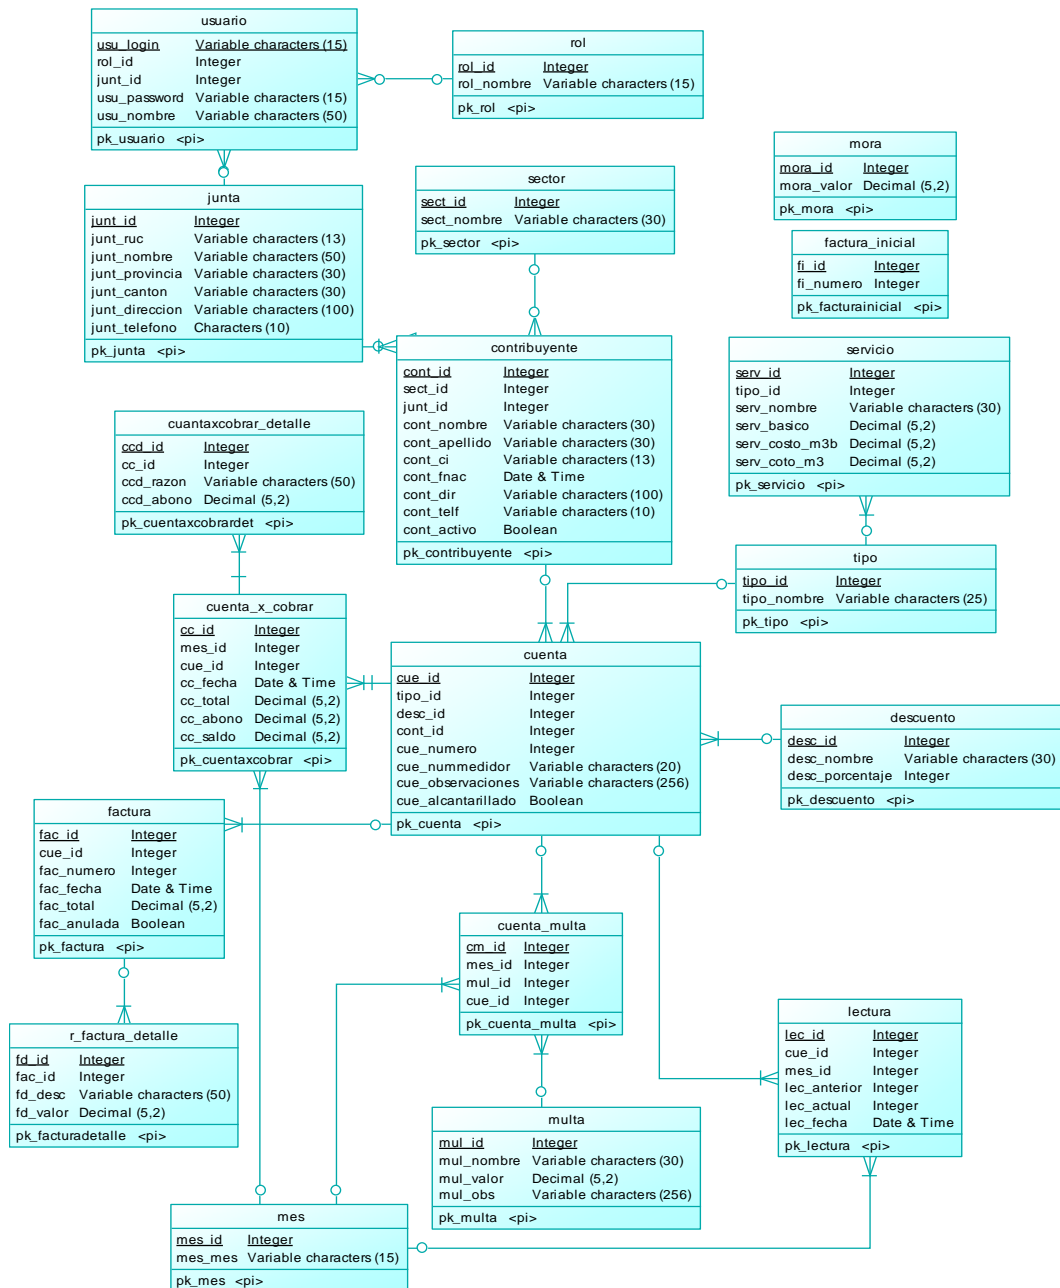 usuario
usu_login Variable characters (15)
rol_id Integer
junt_id Integer
usu_password Variable characters (15)
usu_nombre Variable characters (50)
pk_usuario <pi>
rol
rol_id Integer
rol_nombre Variable characters (15)
pk_rol <pi>
mora
mora_id Integer
mora_valor Decimal (5,2)
pk_mora <pi>
sector
sect_id Integer
sect_nombre Variable characters (30)
pk_sector <pi>
junta
junt_id Integer
junt_ruc Variable characters (13)
junt_nombre Variable characters (50)
junt_provincia Variable characters (30)
junt_canton Variable characters (30)
junt_direccion Variable characters (100)
junt_telefono Characters (10)
pk_junta <pi>
factura_inicial
fi_id Integer
fi_numero Integer
pk_facturainicial <pi>
contribuyente
cont_id Integer
sect_id Integer
junt_id Integer
cont_nombre Variable characters (30)
cont_apellido Variable characters (30)
cont_ci Variable characters (13)
cont_fnac Date & Time
cont_dir Variable characters (100)
cont_telf Variable characters (10)
cont_activo Boolean
pk_contribuyente <pi>
servicio
serv_id Integer
tipo_id Integer
serv_nombre Variable characters (30)
serv_basico Decimal (5,2)
serv_costo_m3b Decimal (5,2)
serv_coto_m3 Decimal (5,2)
pk_servicio <pi>
cuantaxcobrar_detalle
ccd_id Integer
cc_id Integer
ccd_razon Variable characters (50)
ccd_abono Decimal (5,2)
pk_cuentaxcobrardet <pi>
tipo
tipo_id Integer
tipo_nombre Variable characters (25)
pk_tipo <pi>
cuenta_x_cobrar
cc_id Integer
mes_id Integer
cue_id Integer
cc_fecha Date & Time
cc_total Decimal (5,2)
cc_abono Decimal (5,2)
cc_saldo Decimal (5,2)
pk_cuentaxcobrar <pi>
cuenta
cue_id Integer
tipo_id Integer
desc_id Integer
cont_id Integer
cue_numero Integer
cue_nummedidor Variable characters (20)
cue_observaciones Variable characters (256)
cue_alcantarillado Boolean
pk_cuenta <pi>
descuento
desc_id Integer
desc_nombre Variable characters (30)
desc_porcentaje Integer
pk_descuento <pi>
factura
fac_id Integer
cue_id Integer
fac_numero Integer
fac_fecha Date & Time
fac_total Decimal (5,2)
fac_anulada Boolean
pk_factura <pi>
cuenta_multa
cm_id Integer
mes_id Integer
mul_id Integer
cue_id Integer
pk_cuenta_multa <pi>
lectura
lec_id Integer
cue_id Integer
mes_id Integer
lec_anterior Integer
lec_actual Integer
lec_fecha Date & Time
pk_lectura <pi>
r_factura_detalle
fd_id Integer
fac_id Integer
fd_desc Variable characters (50)
fd_valor Decimal (5,2)
pk_facturadetalle <pi>
multa
mul_id Integer
mul_nombre Variable characters (30)
mul_valor Decimal (5,2)
mul_obs Variable characters (256)
pk_multa <pi>
mes
mes_id Integer
mes_mes Variable characters (15)
pk_mes <pi>